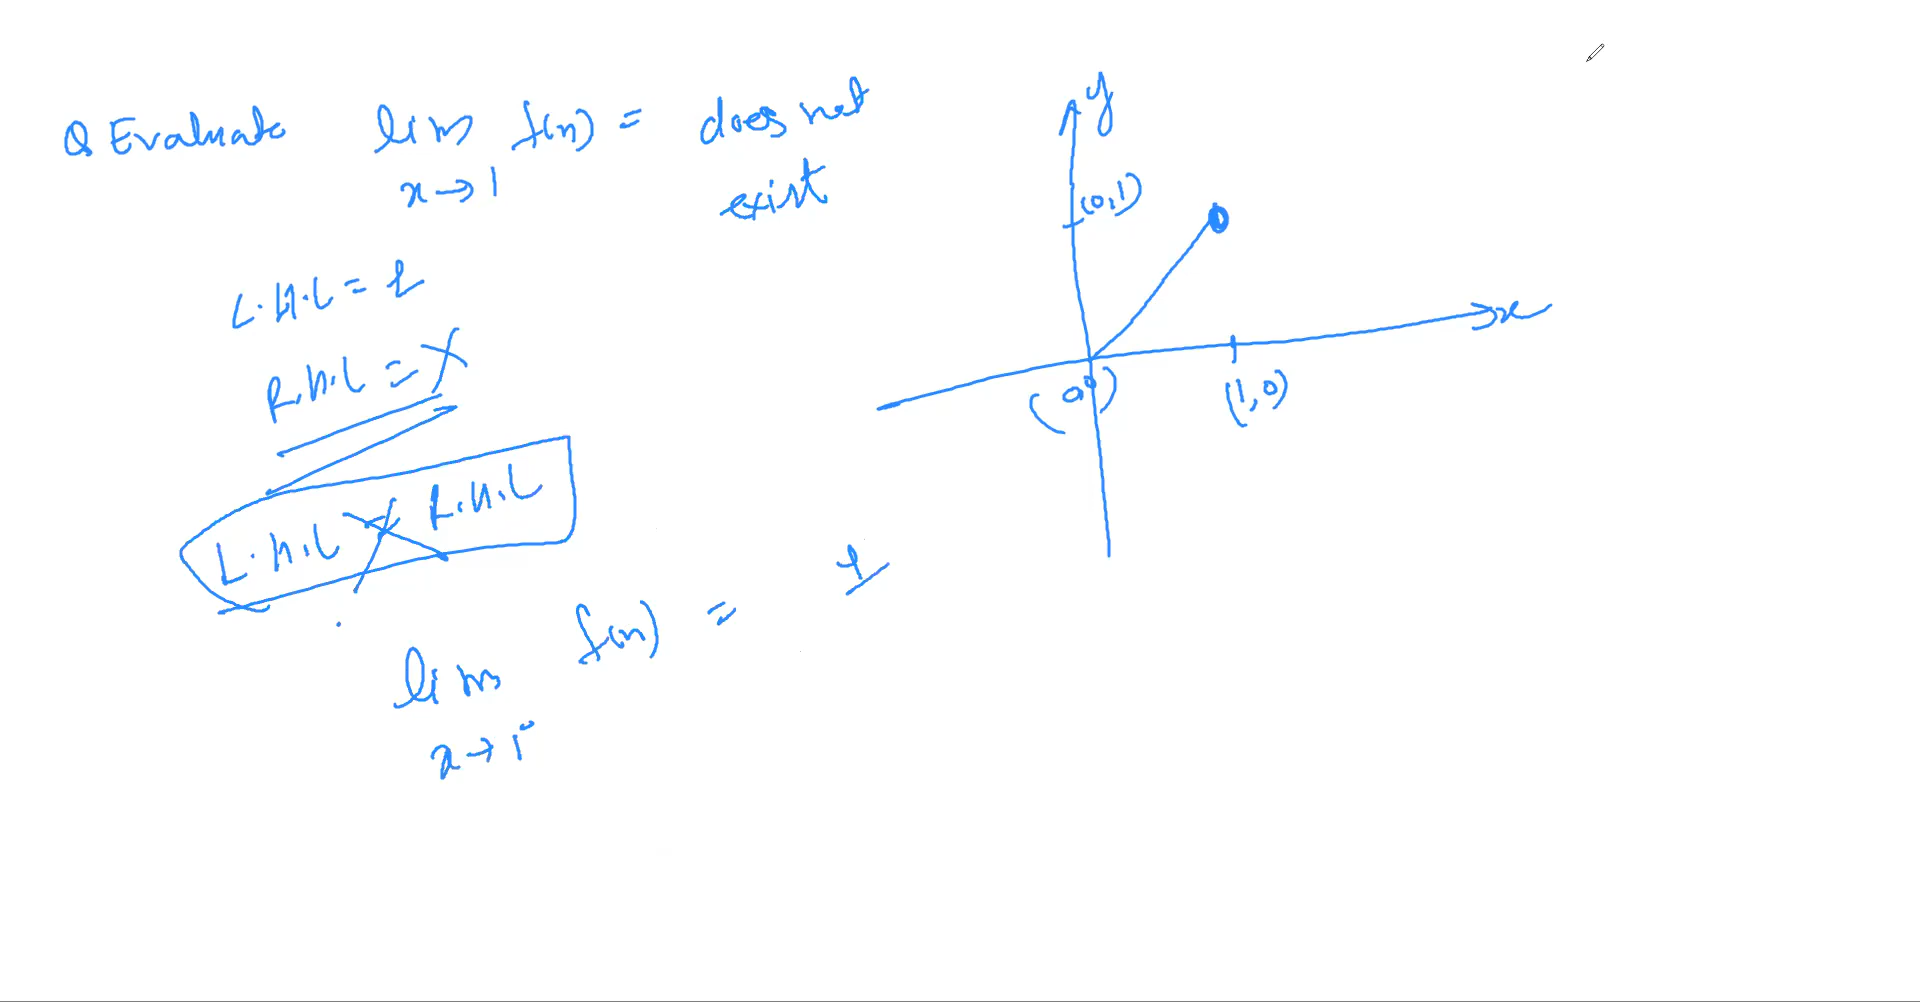 Q Evaluate lim f(x) = does not
x→1 exist
L.H.L = 1
R.H.L = X
L.H.L R.H.L
lim f(x) = 1
x→1
y
(0,1)
x
(0,0)
(1,0)